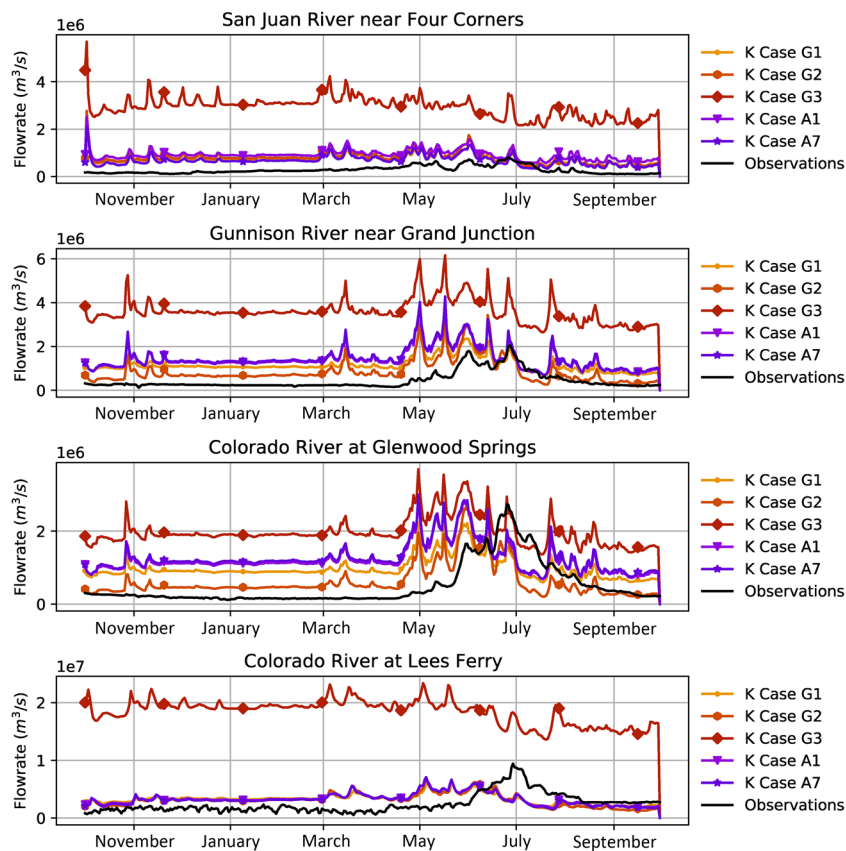 San Juan River near Four Corners
1e6
Flowrate (m³/s)
4
2
0
November January March May July September
K Case G1
K Case G2
K Case G3
K Case A1
K Case A7
Observations
Gunnison River near Grand Junction
1e6
Flowrate (m³/s)
6
4
2
0
November January March May July September
K Case G1
K Case G2
K Case G3
K Case A1
K Case A7
Observations
Colorado River at Glenwood Springs
1e6
Flowrate (m³/s)
2
0
November January March May July September
K Case G1
K Case G2
K Case G3
K Case A1
K Case A7
Observations
Colorado River at Lees Ferry
1e7
Flowrate (m³/s)
2
1
0
November January March May July September
K Case G1
K Case G2
K Case G3
K Case A1
K Case A7
Observations